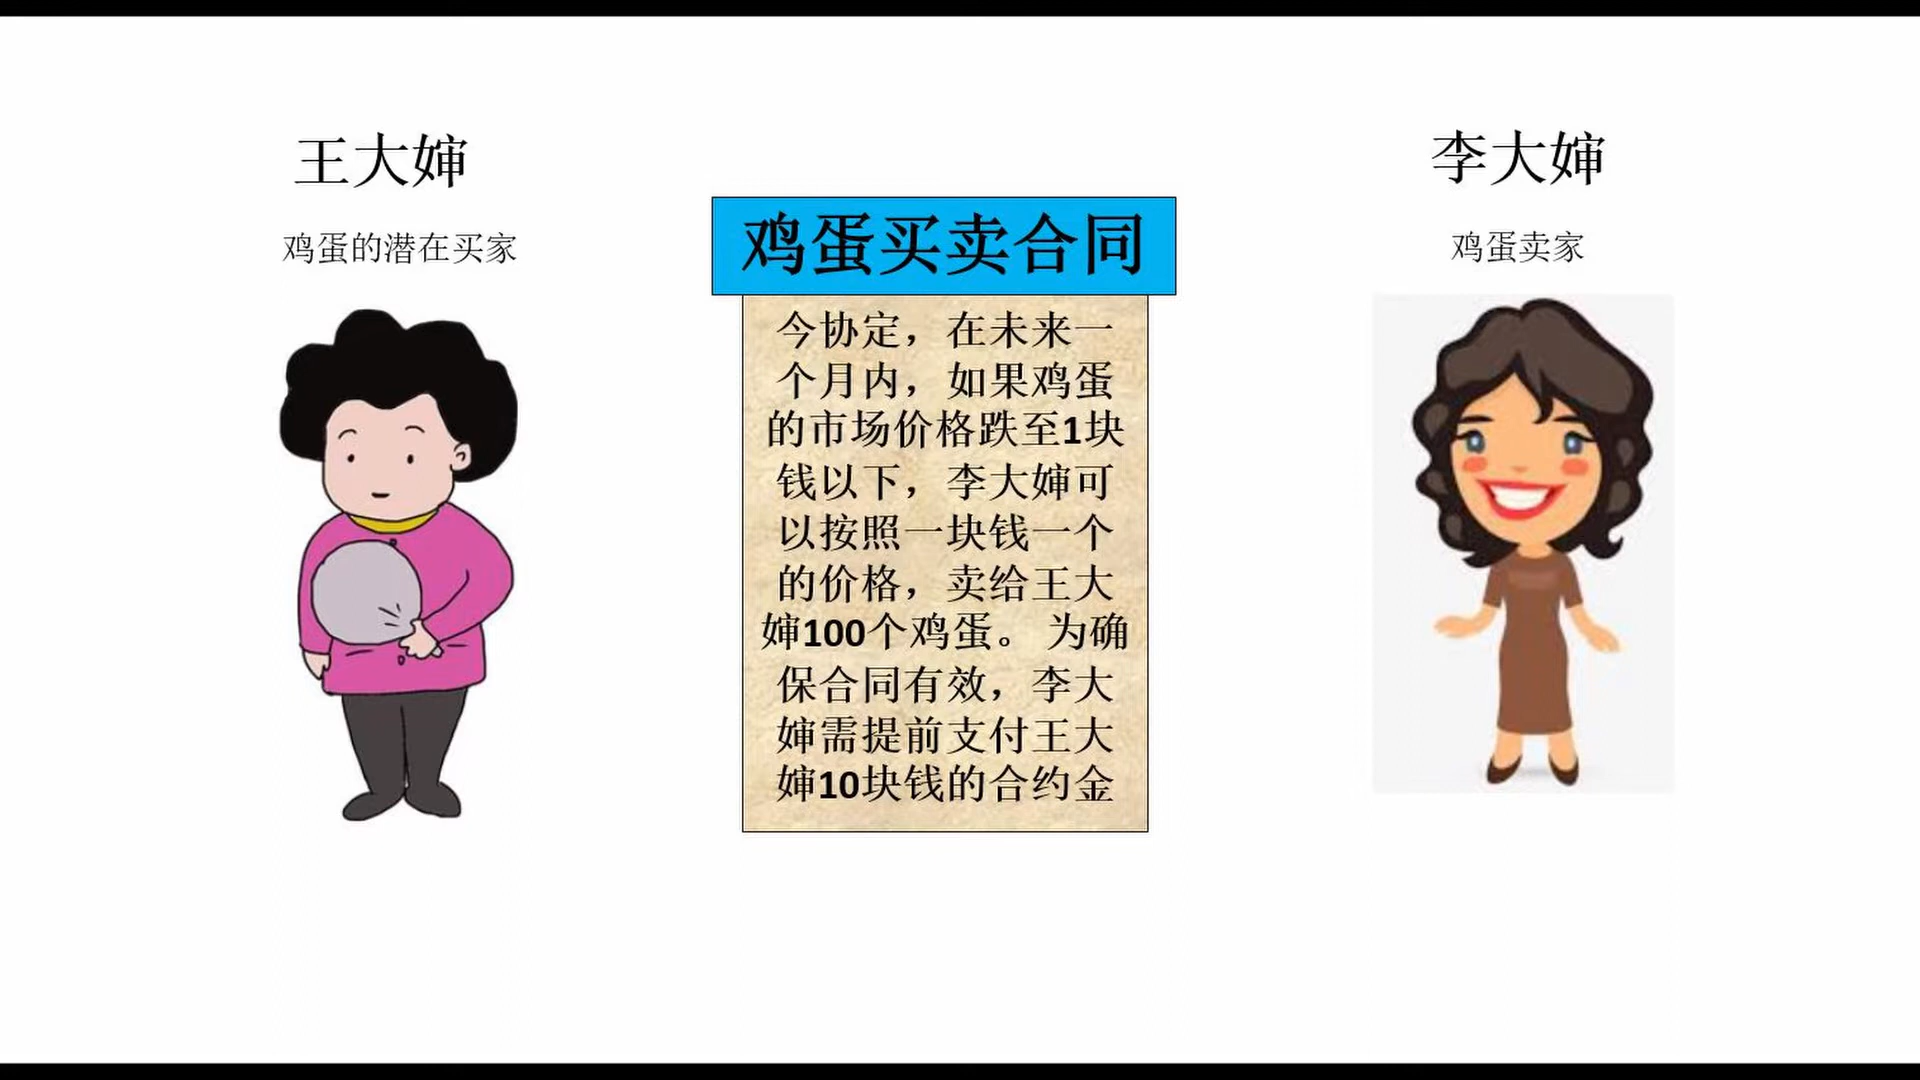 王大婶
鸡蛋的潜在买家
李大婶
鸡蛋卖家
鸡蛋买卖合同
今协定，在未来一
个月内，如果鸡蛋
的市场价格跌至1块
钱以下，李大婶可
以按照一块钱一个
的价格，卖给王大
婶100个鸡蛋。 为确
保合同有效，李大
婶需提前支付王大
婶10块钱的合约金